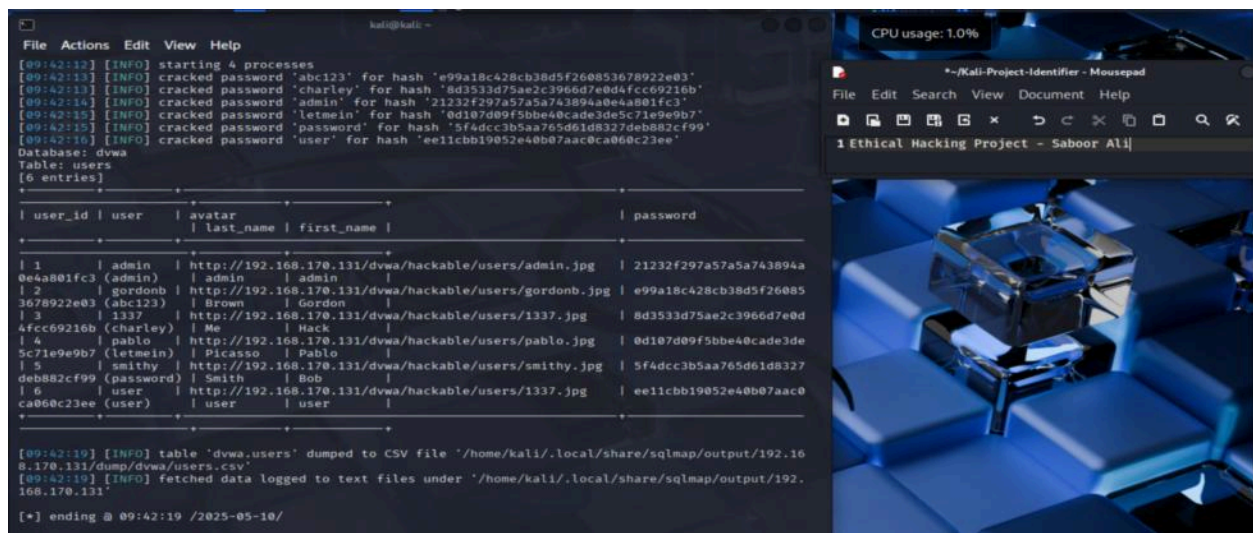 kali@kali: ~
File Actions Edit View Help
[09:42:12] [INFO] starting 4 processes
[09:42:13] [INFO] cracked password 'abc123' for hash 'e99a18c428cb38d5f260853678922e03'
[09:42:13] [INFO] cracked password 'charley' for hash '8d3533d75ae2c3966d7e0d4fcc69216b'
[09:42:14] [INFO] cracked password 'admin' for hash '21232f297a57a5a743894a0e4a801fc3'
[09:42:15] [INFO] cracked password 'letmein' for hash '0d107d09f5bbe40cade3de5c71e9e9b7'
[09:42:15] [INFO] cracked password 'password' for hash '5f4dcc3b5aa765d61d8327deb882cf99'
[09:42:16] [INFO] cracked password 'user' for hash 'ee11cbb19052e40b07aac0ca060c23ee'
Database: dvwa
Table: users
[6 entries]
| user_id | user | avatar | password
| last_name | first_name |
| 1 | admin | http://192.168.170.131/dvwa/hackable/users/admin.jpg | 21232f297a57a5a743894a
0e4a801fc3 (admin) | admin | admin |
| 2 | gordonb | http://192.168.170.131/dvwa/hackable/users/gordonb.jpg | e99a18c428cb38d5f26085
3678922e03 (abc123) | Brown | Gordon |
| 3 | 1337 | http://192.168.170.131/dvwa/hackable/users/1337.jpg | 8d3533d75ae2c3966d7e0d
4fcc69216b (charley) | Me | Hack |
| 4 | pablo | http://192.168.170.131/dvwa/hackable/users/pablo.jpg | 0d107d09f5bbe40cade3de
5c71e9e9b7 (letmein) | Picasso | Pablo |
| 5 | smithy | http://192.168.170.131/dvwa/hackable/users/smithy.jpg | 5f4dcc3b5aa765d61d8327
deb882cf99 (password) | Smith | Bob |
| 6 | user | http://192.168.170.131/dvwa/hackable/users/1337.jpg | ee11cbb19052e40b07aac0
ca060c23ee (user) | user | user |
[09:42:19] [INFO] table 'dvwa.users' dumped to CSV file '/home/kali/.local/share/sqlmap/output/192.16
8.170.131/dump/dvwa/users.csv'
[09:42:19] [INFO] fetched data logged to text files under '/home/kali/.local/share/sqlmap/output/192.
168.170.131'
[*] ending @ 09:42:19 /2025-05-10/
CPU usage: 1.0%
*~/Kali-Project-Identifier - Mousepad
File Edit Search View Document Help
1 Ethical Hacking Project - Saboor Ali